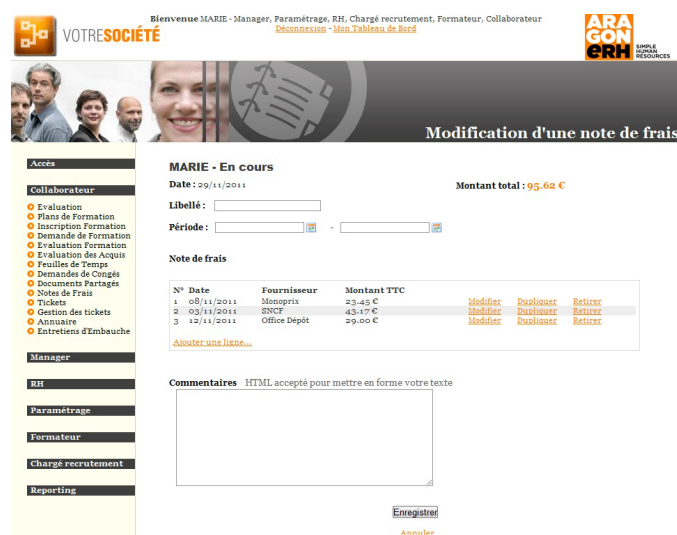 VOTRESOCIÉTÉ
Bienvenue MARIE - Manager, Paramétrage, RH, Chargé recrutement, Formateur, Collaborateur
Déconnexion - Mon Tableau de Bord
ARA
GON
eRH
SIMPLE
HUMAN
RESOURCES
Modification d'une note de frais
Accès
Collaborateur
Evaluation
Plans de Formation
Inscription Formation
Demande de Formation
Evaluation Formation
Evaluation des Acquis
Feuilles de Temps
Demandes de Congés
Documents Partagés
Notes de Frais
Tickets
Gestion des tickets
Annuaire
Entretiens d'Embauche
Manager
RH
Paramétrage
Formateur
Chargé recrutement
Reporting
MARIE - En cours
Date : 29/11/2011 Montant total : 95.62 €
Libellé :
Période : -
Note de frais
N° Date Fournisseur Montant TTC
1 08/11/2011 Monoprix 23.45 € Modifier Dupliquer Retirer
2 03/11/2011 SNCF 43.17 € Modifier Dupliquer Retirer
3 12/11/2011 Office Dépôt 29.00 € Modifier Dupliquer Retirer
Ajouter une ligne...
Commentaires HTML accepté pour mettre en forme votre texte
Enregistrer
Annuler